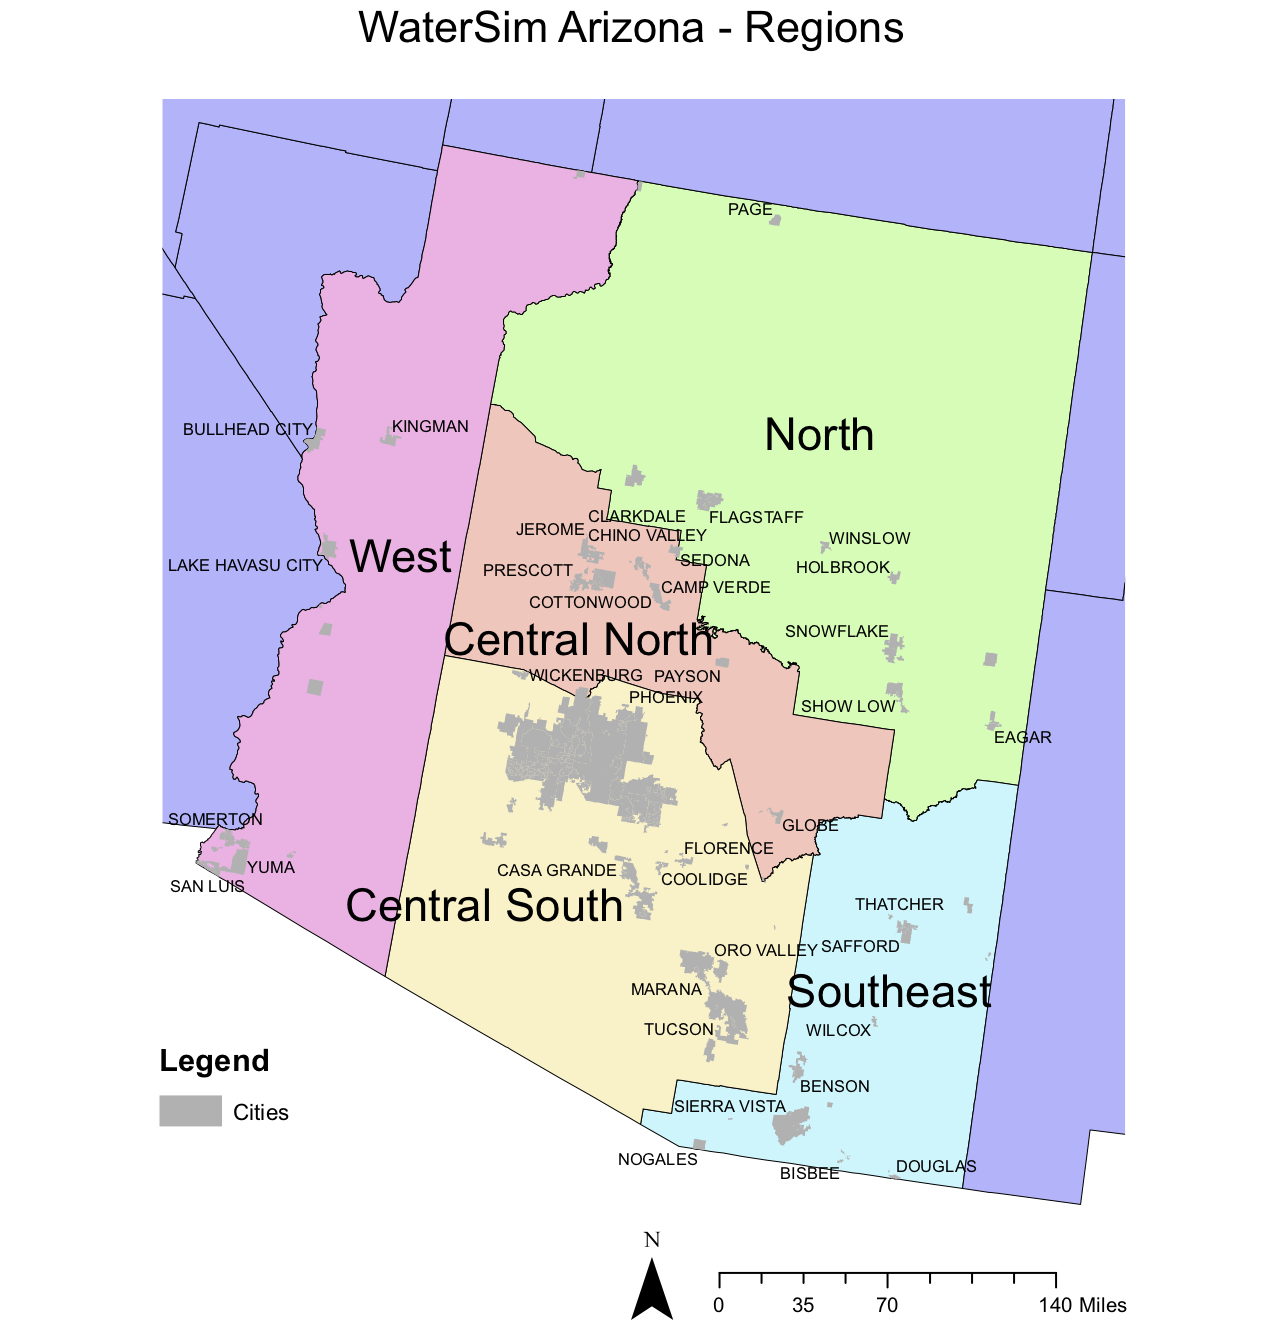 WaterSim Arizona - Regions
PAGE
BULLHEAD CITY
KINGMAN
North
CLARKDALE
FLAGSTAFF
JEROME
CHINO VALLEY
WINSLOW
West
SEDONA
LAKE HAVASU CITY
PRESCOTT
HOLBROOK
CAMP VERDE
COTTONWOOD
SNOWFLAKE
Central North
WICKENBURG
PAYSON
PHOENIX
SHOW LOW
EAGAR
SOMERTON
GLOBE
FLORENCE
YUMA
CASA GRANDE
COOLIDGE
SAN LUIS
Central South
THATCHER
ORO VALLEY
SAFFORD
MARANA
Southeast
TUCSON
WILCOX
Legend
BENSON
SIERRA VISTA
Cities
NOGALES
BISBEE
DOUGLAS
N
0 35 70 140 Miles